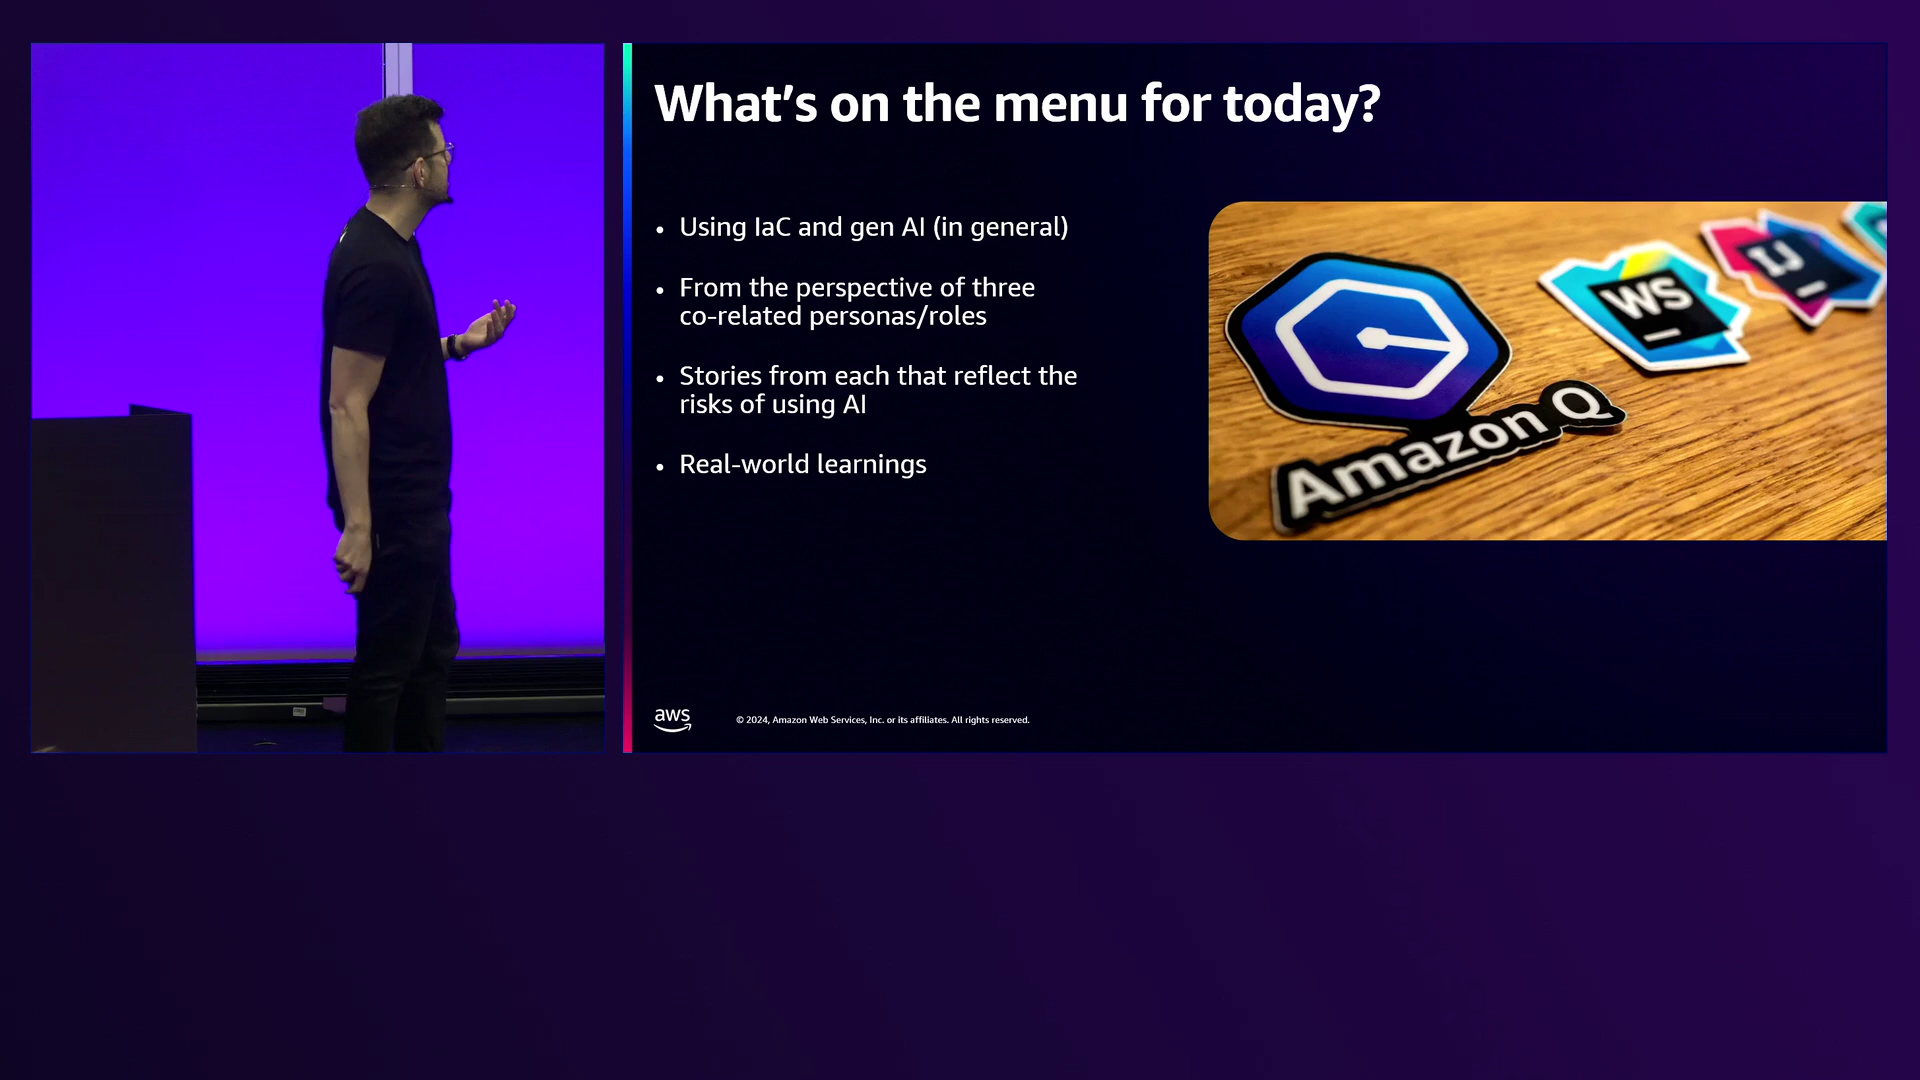 What's on the menu for today?
• Using IaC and gen AI (in general)
• From the perspective of three
co-related personas/roles
• Stories from each that reflect the
risks of using AI
• Real-world learnings
WS
IJ
Amazon Q
aws
© 2024, Amazon Web Services, Inc. or its affiliates. All rights reserved.